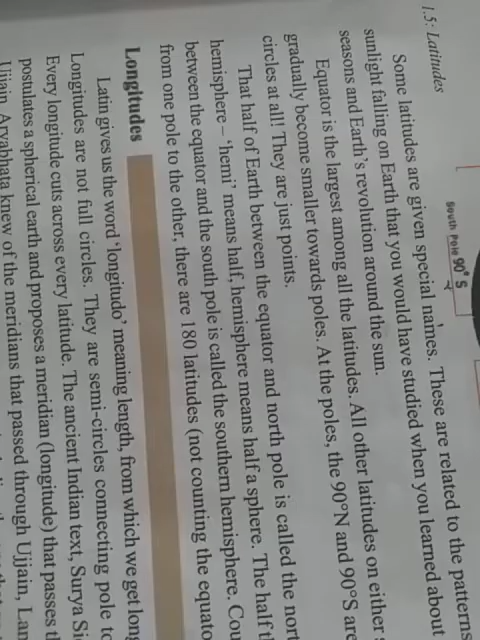 South Pole 90° S
1.5: Latitudes
Some latitudes are given special names. These are related to the patterns
sunlight falling on Earth that you would have studied when you learned about
seasons and Earth's revolution around the sun.
Equator is the largest among all the latitudes. All other latitudes on either
gradually become smaller towards poles. At the poles, the 90°N and 90°S are
circles at all! They are just points.
That half of Earth between the equator and north pole is called the nort
hemisphere – 'hemi' means half, hemisphere means half a sphere. The half t
between the equator and the south pole is called the southern hemisphere. Cou
from one pole to the other, there are 180 latitudes (not counting the equato
Longitudes
Latin gives us the word 'longitudo' meaning length, from which we get long
Longitudes are not full circles. They are semi-circles connecting pole to
Every longitude cuts across every latitude. The ancient Indian text, Surya Si
postulates a spherical earth and proposes a meridian (longitude) that passes t
Ujjain. Aryabhata knew of the meridians that passed through Ujjain, Lan